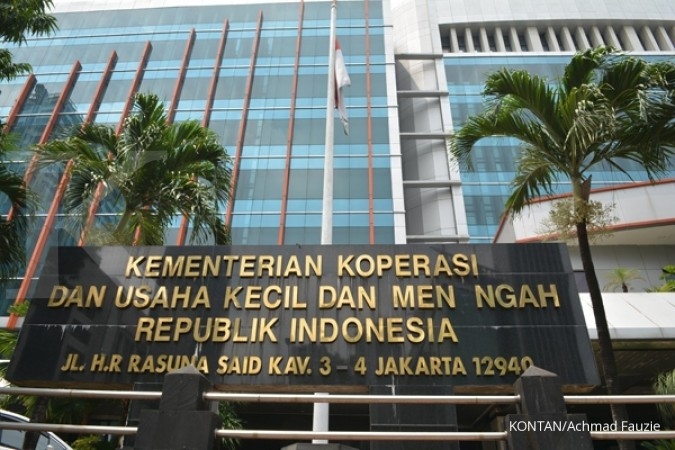 KEMENTERIAN KOPERASI
DAN USAHA KECIL DAN MEN NGAH
REPUBLIK INDONESIA
JL. H.R RASUNA SAID KAV. 3 - 4 JAKARTA 12940
KONTAN/Achmad Fauzie